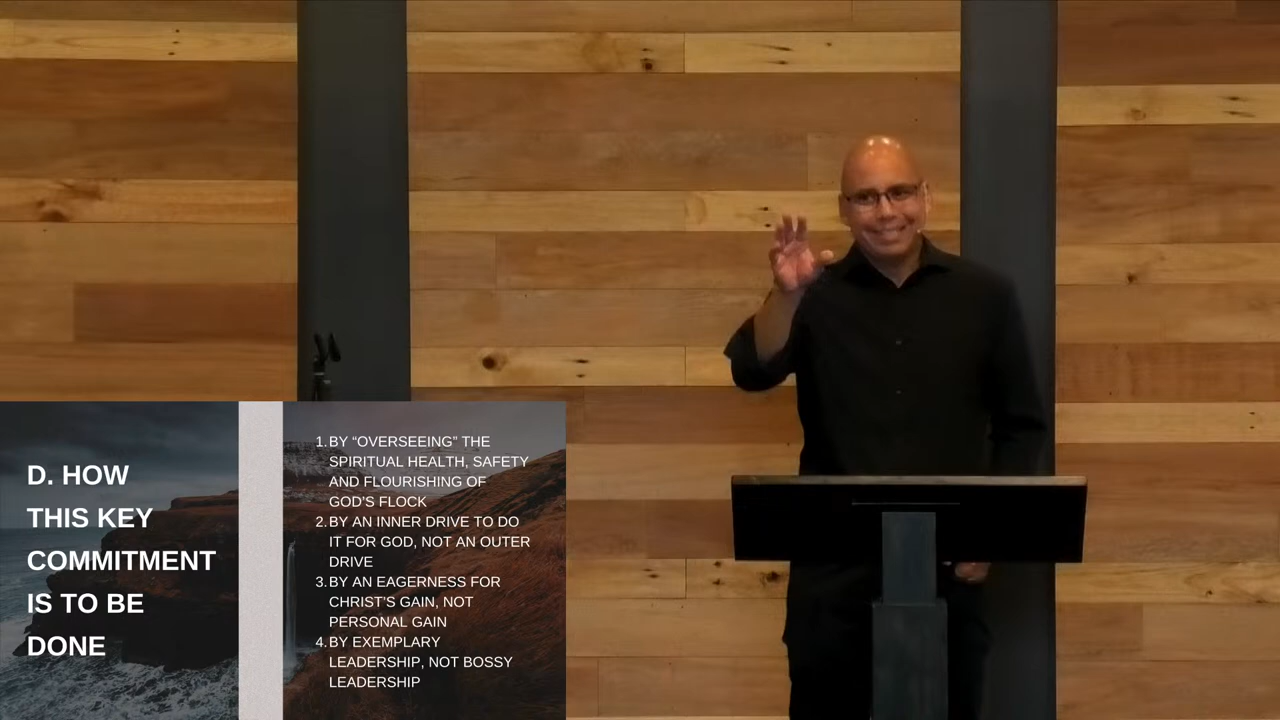 D. HOW
THIS KEY
COMMITMENT
IS TO BE
DONE
1. BY “OVERSEEING” THE
SPIRITUAL HEALTH, SAFETY
AND FLOURISHING OF
GOD’S FLOCK
2. BY AN INNER DRIVE TO DO
IT FOR GOD, NOT AN OUTER
DRIVE
3. BY AN EAGERNESS FOR
CHRIST’S GAIN, NOT
PERSONAL GAIN
4. BY EXEMPLARY
LEADERSHIP, NOT BOSSY
LEADERSHIP